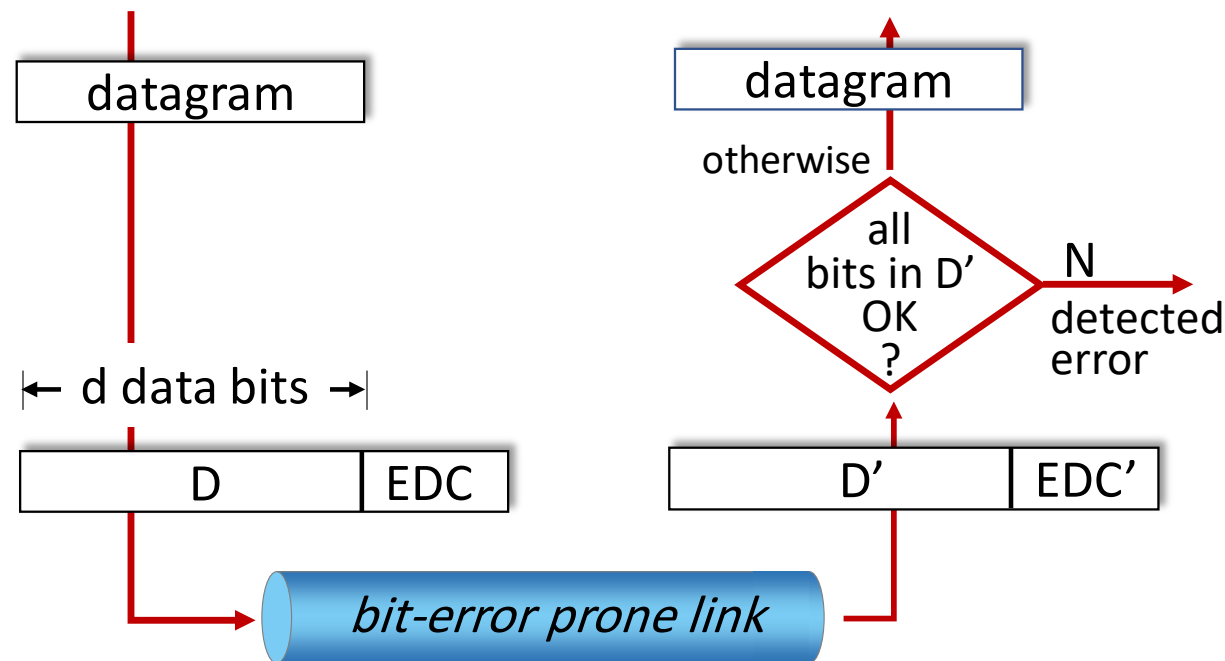 datagram
d data bits
D
EDC
bit-error prone link
datagram
otherwise
all
bits in D’
OK
?
N
detected
error
D’
EDC’